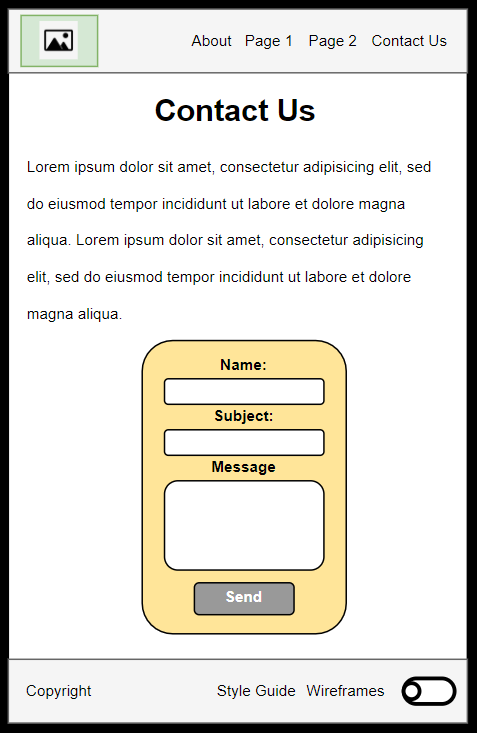 About Page 1 Page 2 Contact Us
Contact Us
Lorem ipsum dolor sit amet, consectetur adipisicing elit, sed
do eiusmod tempor incididunt ut labore et dolore magna
aliqua. Lorem ipsum dolor sit amet, consectetur adipisicing
elit, sed do eiusmod tempor incididunt ut labore et dolore
magna aliqua.
Name:
Subject:
Message
Send
Copyright Style Guide Wireframes